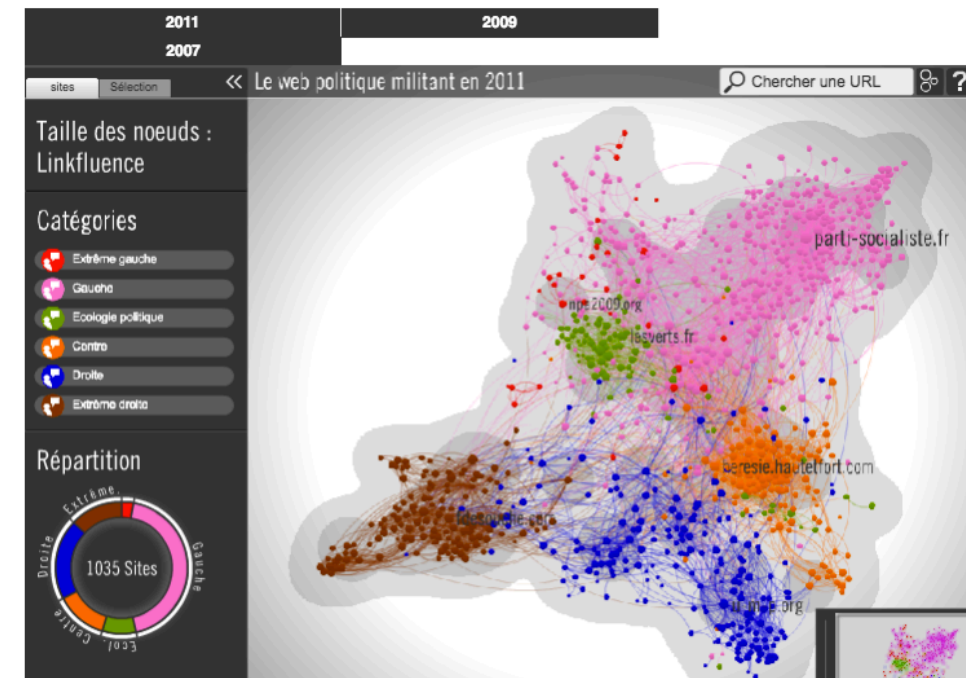 2011
2009
2007
sites
Sélection
Le web politique militant en 2011
Chercher une URL
?
Taille des noeuds :
Linkfluence
Catégories
Extrême gauche
Gauche
Ecologie politique
Centre
Droite
Extrême droite
Répartition
Extrême.
Gauche
Droite
Centre
Ecol.
1035 Sites
parti-socialiste.fr
npa2009.org
lesverts.fr
heresie.hautetfort.com